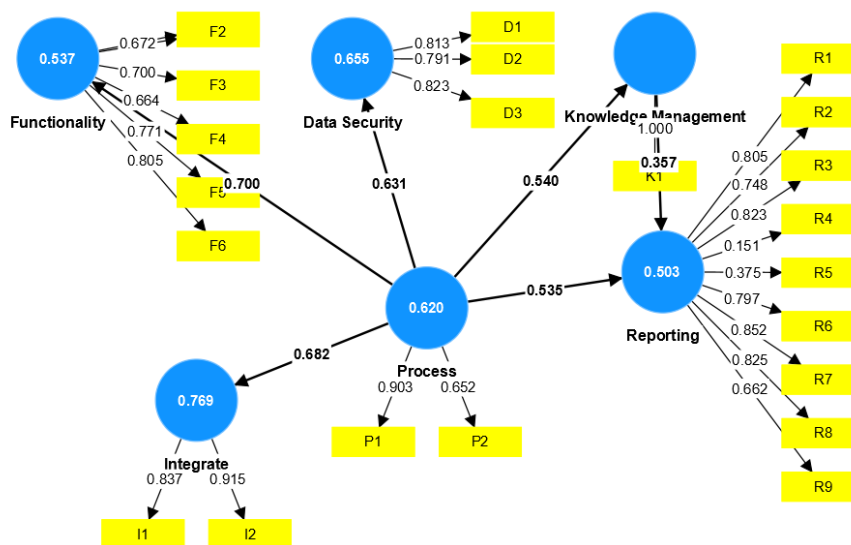 F2
D1
0.672
0.813
0.537
0.655
0.791
D2
R1
0.700
F3
0.823
0.664
D3
R2
Functionality
Data Security
Knowledge Management
1.000
F4
0.771
0.805
0.357
0.805
R3
K1
0.748
0.700
0.631
0.540
F5
0.823
R4
0.151
F6
0.503
0.375
R5
0.535
0.797
0.620
R6
Reporting
0.852
0.682
0.825
Process
0.662
R7
0.903
0.652
0.769
R8
P1
P2
Integrate
0.837
0.915
R9
I1
I2